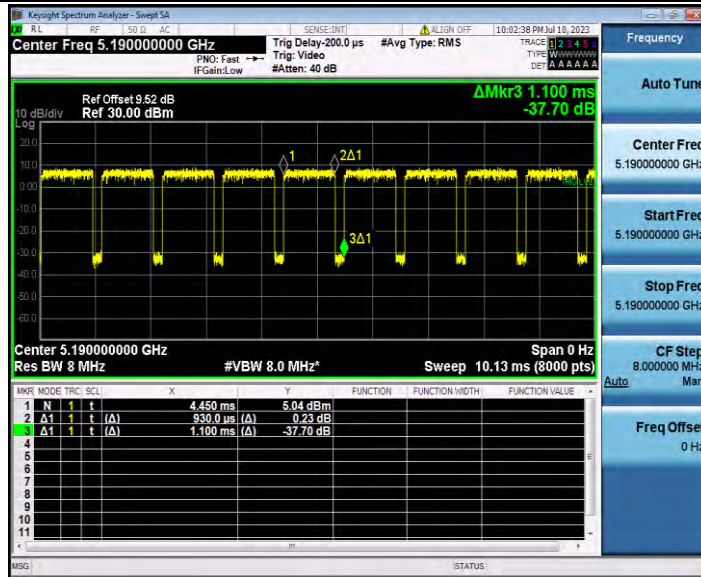 Keysight Spectrum Analyzer - Swept SA
RL RF 50 Ω AC SENSE:INT ALIGN OFF 10:02:38 PM Jul 10, 2023
Center Freq 5.190000000 GHz
Trig Delay-200.0 µs #Avg Type: RMS
TRACE 1 2 3 4 5 6
PNO: Fast Trig: Video
TYPE WWWWWW
IFGain:Low #Atten: 40 dB
DET A A A A A A
ΔMkr3 1.100 ms
-37.70 dB
Ref Offset 9.52 dB
10 dB/div Ref 30.00 dBm
Log
20.0
10.0
0.00
-10.0
-20.0
-30.0
-40.0
-50.0
-60.0
1
2Δ1
3Δ1
Center 5.190000000 GHz Span 0 Hz
Res BW 8 MHz #VBW 8.0 MHz* Sweep 10.13 ms (8000 pts)
MKR MODE TRC SCL X Y FUNCTION FUNCTION WIDTH FUNCTION VALUE
1 N 1 t 4.450 ms 5.04 dBm
2 Δ1 1 t (Δ) 930.0 µs (Δ) 0.23 dB
3 Δ1 1 t (Δ) 1.100 ms (Δ) -37.70 dB
4
5
6
7
8
9
10
11
MSG STATUS
Frequency
Auto Tune
Center Freq
5.190000000 GHz
Start Freq
5.190000000 GHz
Stop Freq
5.190000000 GHz
CF Step
8.000000 MHz
Auto Man
Freq Offset
0 Hz